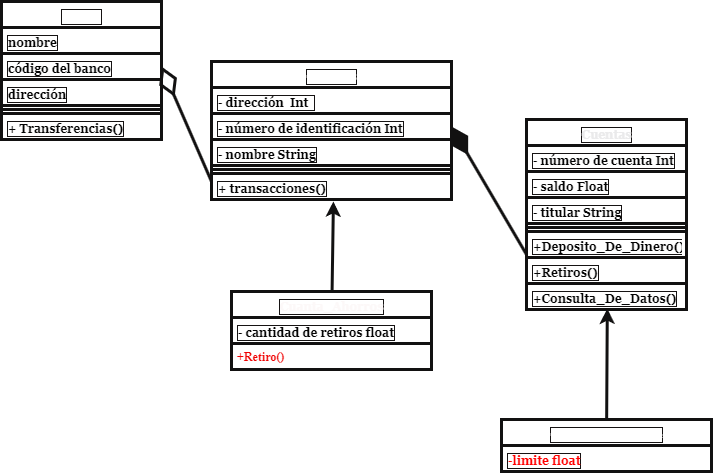 nombre
código del banco
dirección
+ Transferencias()
- dirección Int
- número de identificación Int
- nombre String
+ transacciones()
Cuentas
- número de cuenta Int
- saldo Float
- titular String
+Deposito_De_Dinero()
+Retiros()
+Consulta_De_Datos()
- cantidad de retiros float
+Retiro()
-limite float